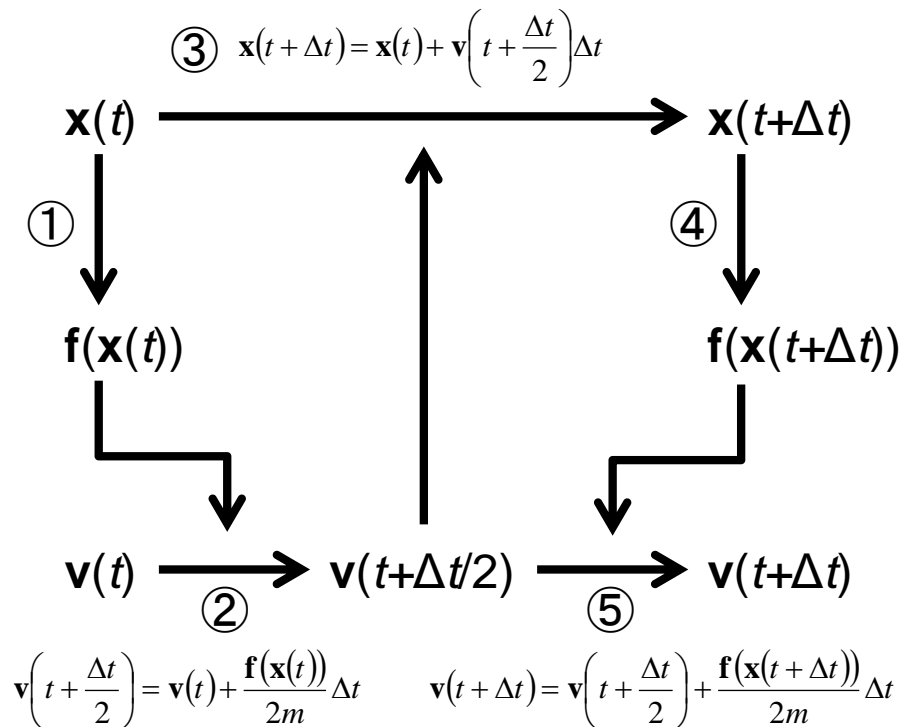 ③ x(t + Δt) = x(t) + v(t + Δt/2)Δt
x(t) x(t+Δt)
① ④
f(x(t)) f(x(t+Δt))
v(t) v(t+Δt/2) v(t+Δt)
② ⑤
v(t + Δt/2) = v(t) + f(x(t))/2m Δt v(t + Δt) = v(t + Δt/2) + f(x(t + Δt))/2m Δt